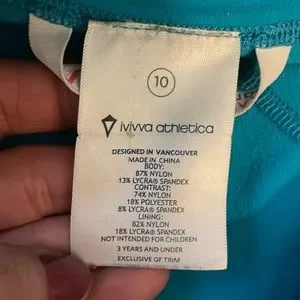 10
ivivva athletica
DESIGNED IN VANCOUVER
MADE IN CHINA
BODY:
87% NYLON
13% LYCRA® SPANDEX
CONTRAST:
74% NYLON
18% POLYESTER
8% LYCRA® SPANDEX
LINING:
82% NYLON
18% LYCRA® SPANDEX
NOT INTENDED FOR CHILDREN
3 YEARS AND UNDER
EXCLUSIVE OF TRIM